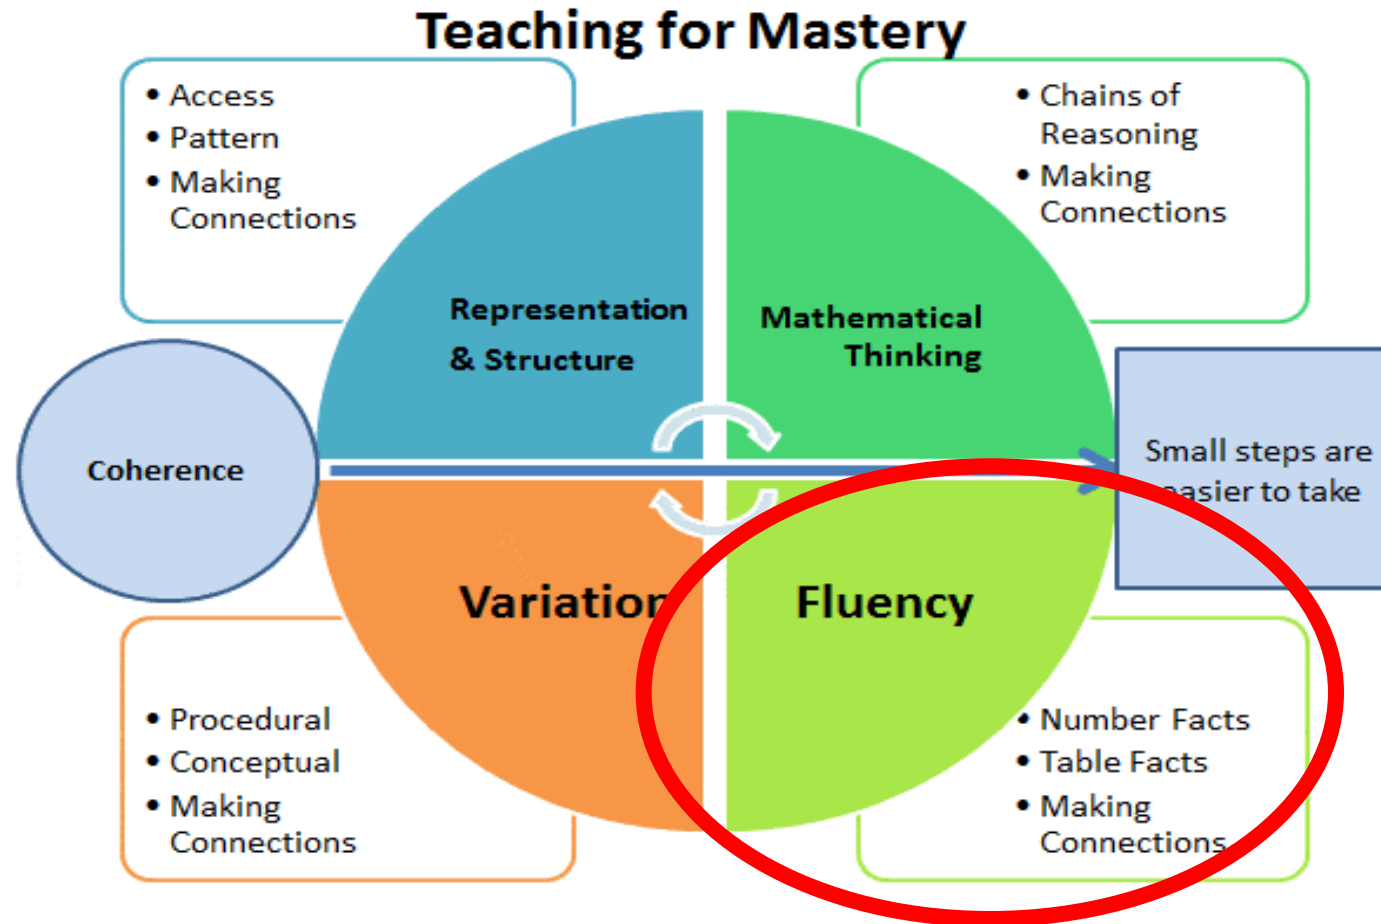 Teaching for Mastery
• Access
• Pattern
• Making
Connections
• Chains of
Reasoning
• Making
Connections
Representation
& Structure
Mathematical
Thinking
Coherence
Small steps are
easier to take
Variation
Fluency
• Procedural
• Conceptual
• Making
Connections
• Number Facts
• Table Facts
• Making
Connections